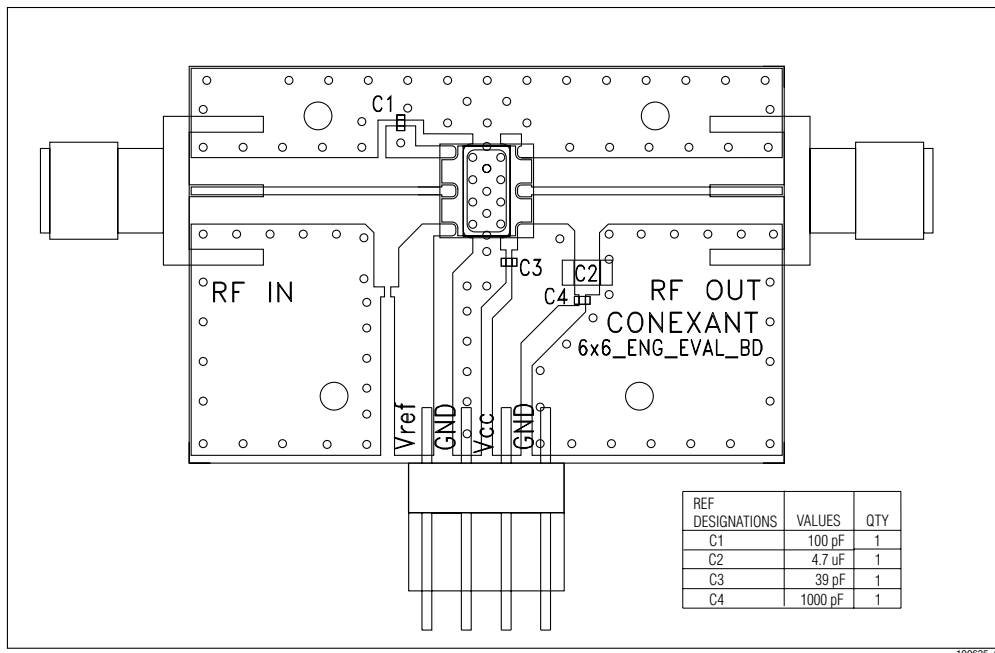 C1
C3
C2
C4
RF IN
RF OUT
CONEXANT
6x6_ENG_EVAL_BD
Vref
GND
Vcc
GND
REF
DESIGNATIONS VALUES QTY
C1 100 pF 1
C2 4.7 uF 1
C3 39 pF 1
C4 1000 pF 1